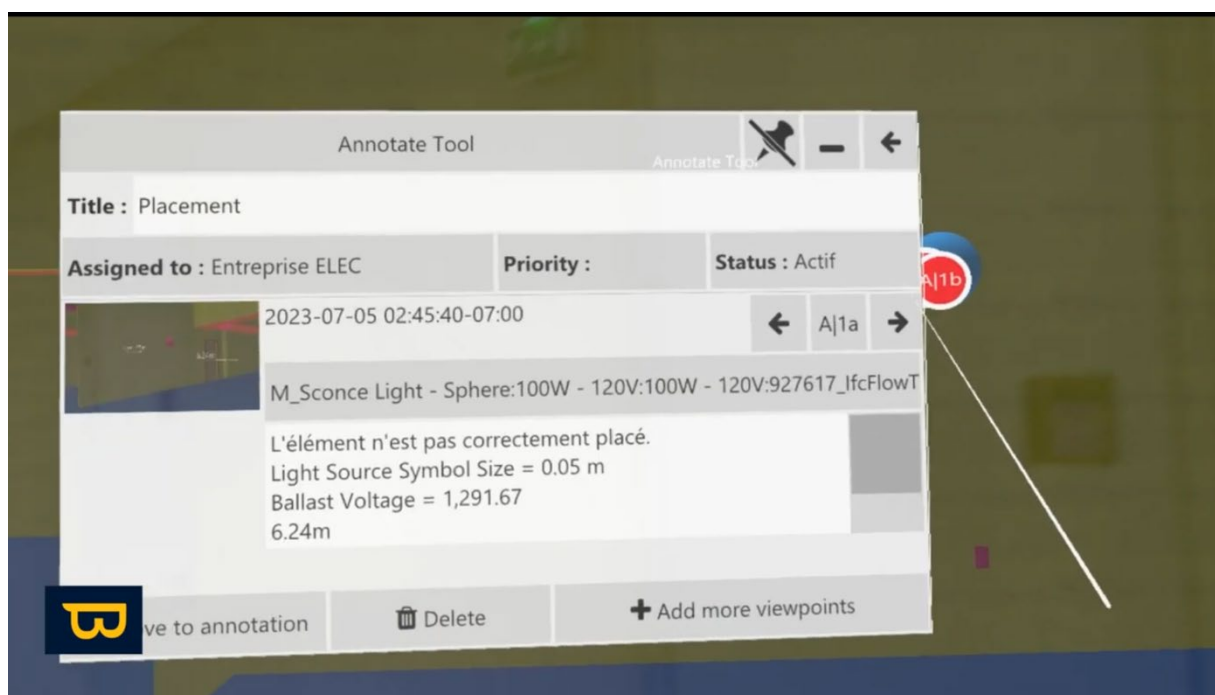 Annotate Tool
Annotate Tool
Title : Placement
Assigned to : Entreprise ELEC
Priority :
Status : Actif
A|1b
2023-07-05 02:45:40-07:00
A|1a
M_Sconce Light - Sphere:100W - 120V:100W - 120V:927617_IfcFlowT
L'élément n'est pas correctement placé.
Light Source Symbol Size = 0.05 m
Ballast Voltage = 1,291.67
6.24m
ve to annotation
Delete
Add more viewpoints